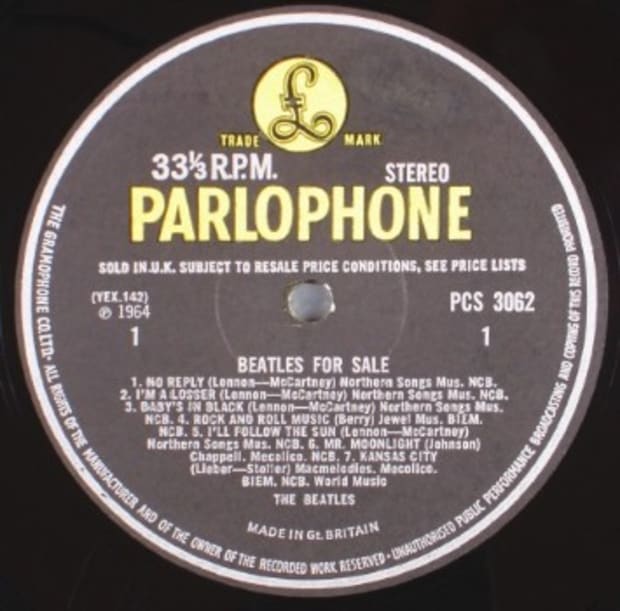 TRADE MARK
33⅓ R.P.M. STEREO
PARLOPHONE
SOLD IN U.K. SUBJECT TO RESALE PRICE CONDITIONS, SEE PRICE LISTS
(YEX.142) PCS 3062
℗ 1964
1 1
BEATLES FOR SALE
1. NO REPLY (Lennon—McCartney) Northern Songs Mus. NCB.
2. I'M A LOSER (Lennon—McCartney) Northern Songs Mus. NCB.
3. BABY'S IN BLACK (Lennon—McCartney) Northern Songs Mus.
NCB. 4. ROCK AND ROLL MUSIC (Berry) Jewel Mus. BIEM.
NCB. 5. I'LL FOLLOW THE SUN (Lennon—McCartney)
Northern Songs Mus. NCB. 6. MR. MOONLIGHT (Johnson)
Chappell. Mecolico. NCB. 7. KANSAS CITY
(Lieber—Stoller) Macmelodies. Mecolico.
BIEM. NCB. World Music
THE BEATLES
MADE IN Gt. BRITAIN
THE GRAMOPHONE CO. LTD. · ALL RIGHTS OF THE MANUFACTURER AND OF THE OWNER OF THE RECORDED WORK RESERVED · UNAUTHORISED PUBLIC PERFORMANCE BROADCASTING AND COPYING OF THIS RECORD PROHIBITED